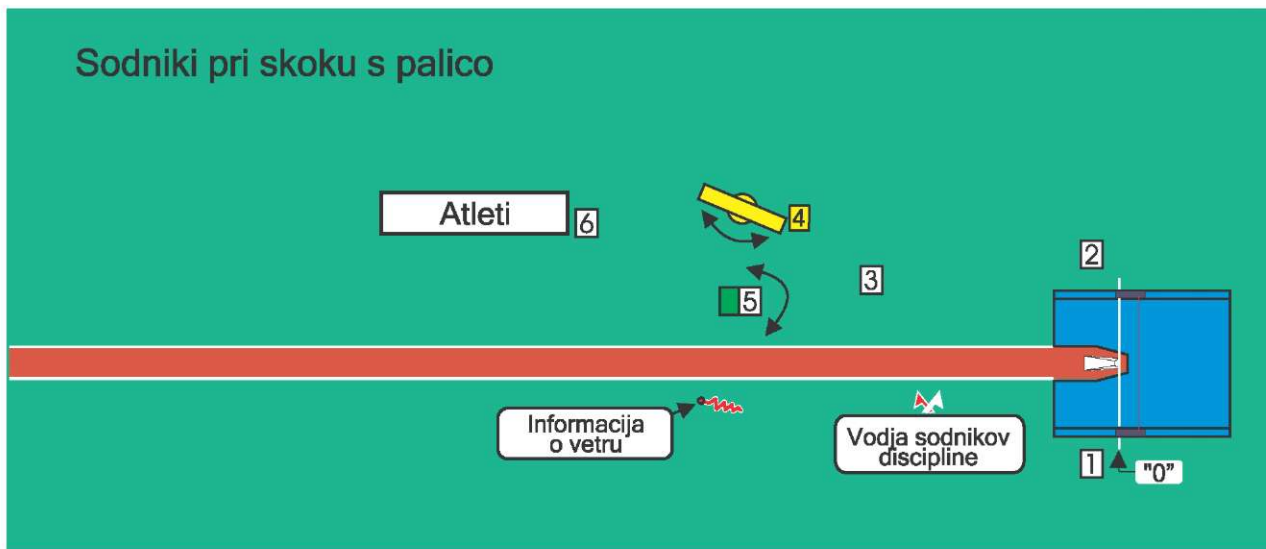 Sodniki pri skoku s palico
Atleti
6
4
2
3
5
Informacija
o vetru
Vodja sodnikov
discipline
1
"0"